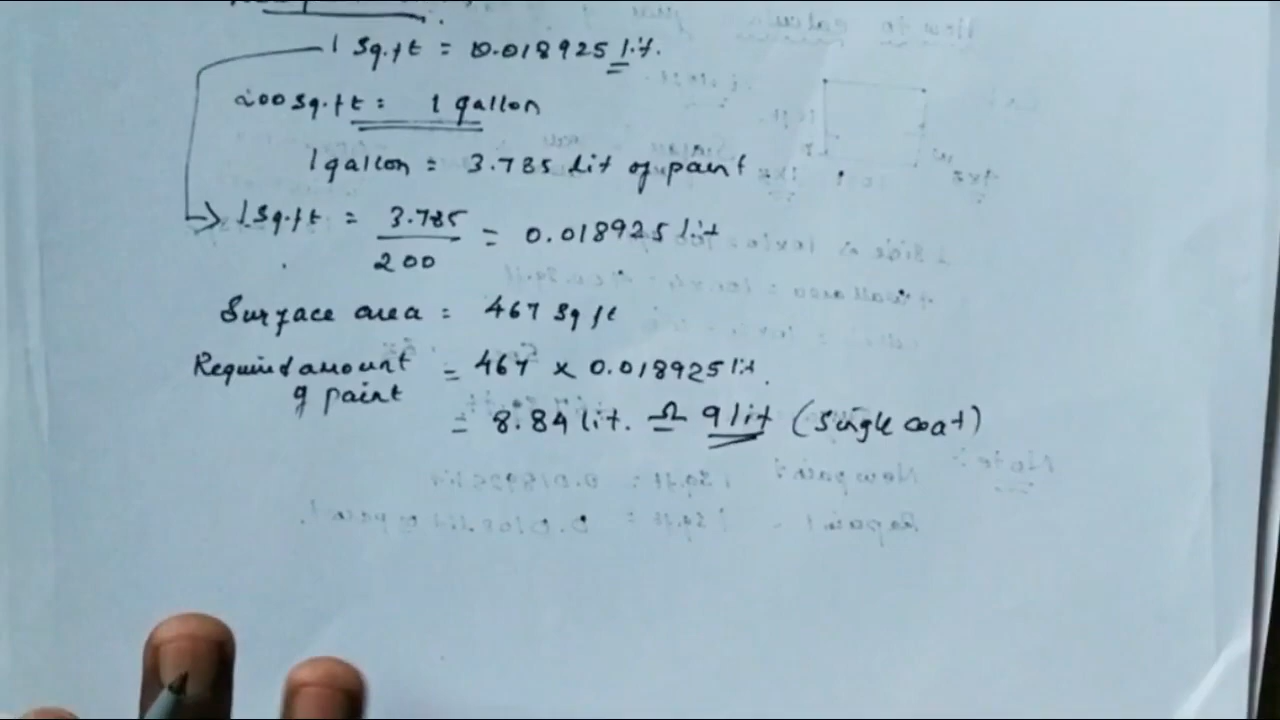 1 Sq.ft = 0.018925 lit.
200 Sq.ft = 1 gallon
1 gallon = 3.785 lit of paint
1 Sq.ft = 3.785 / 200 = 0.018925 lit
Surface area = 467 Sq ft
Required amount of paint = 467 x 0.018925 lit.
= 8.84 lit. ≏ 9 lit (Single coat)